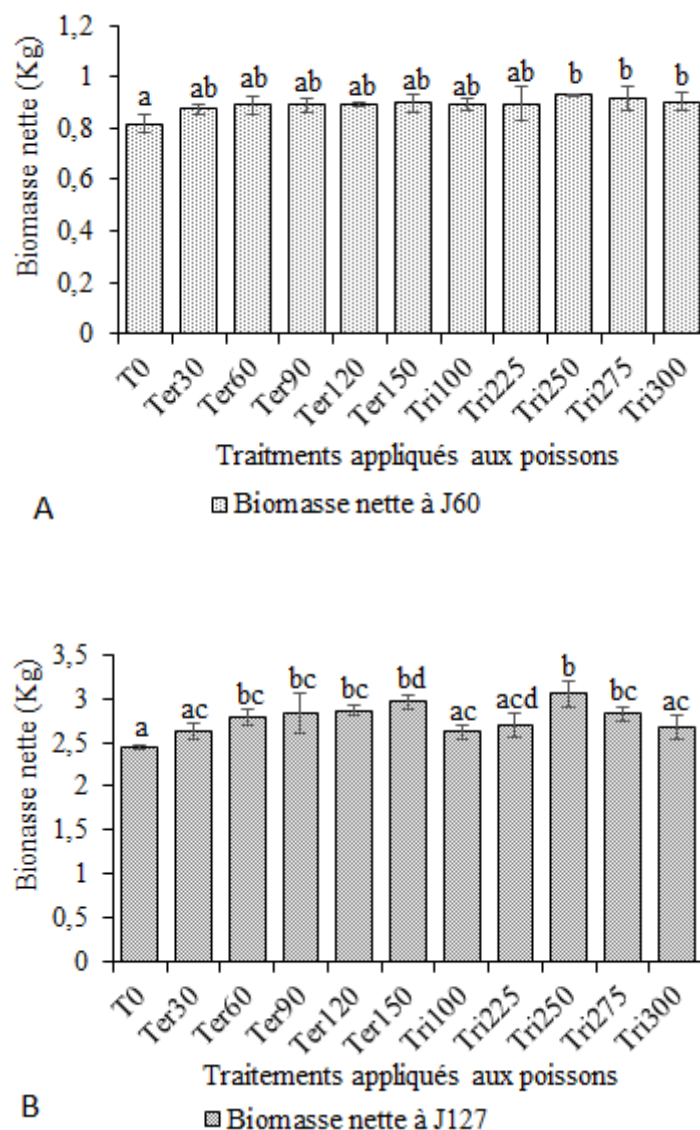 1,2
1
0,8
0,6
0,4
0,2
0
Biomasse nette (Kg)
a ab ab ab ab ab ab ab b b b
T0 Ter30 Ter60 Ter90 Ter120 Ter150 Tri100 Tri225 Tri250 Tri275 Tri300
Traitments appliqués aux poissons
A
Biomasse nette à J60
3,5
3
2,5
2
1,5
1
0,5
0
Bionasse nette (Kg)
a ac bc bc bc bd ac acd b bc ac
T0 Ter30 Ter60 Ter90 Ter120 Ter150 Tri100 Tri225 Tri250 Tri275 Tri300
Traitements appliqués aux poissons
B
Biomasse nette à J127